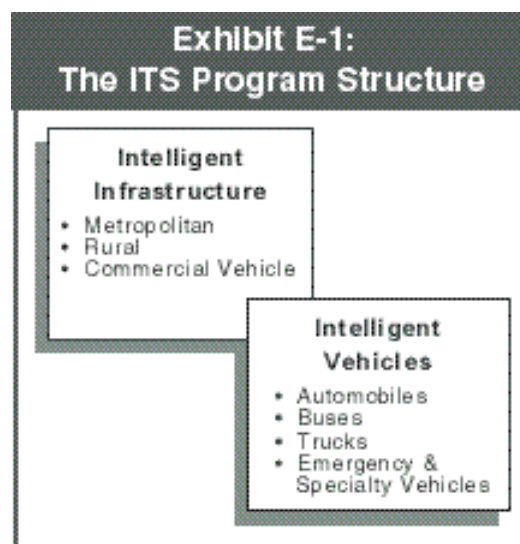 Exhibit E-1:
The ITS Program Structure
Intelligent
Infrastructure
• Metropolitan
• Rural
• Commercial Vehicle
Intelligent
Vehicles
• Automobiles
• Buses
• Trucks
• Emergency &
Specialty Vehicles